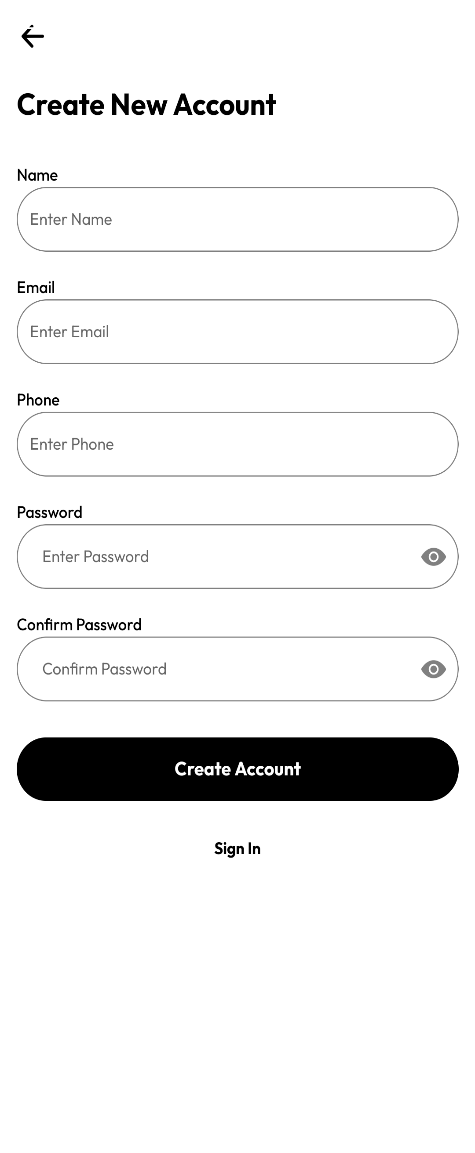 Create New Account
Name
Enter Name
Email
Enter Email
Phone
Enter Phone
Password
Enter Password
Confirm Password
Confirm Password
Create Account
Sign In